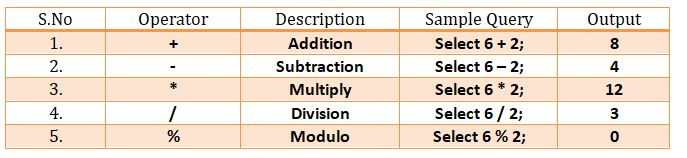 S.No Operator Description Sample Query Output
1. + Addition Select 6 + 2; 8
2. - Subtraction Select 6 – 2; 4
3. * Multiply Select 6 * 2; 12
4. / Division Select 6 / 2; 3
5. % Modulo Select 6 % 2; 0